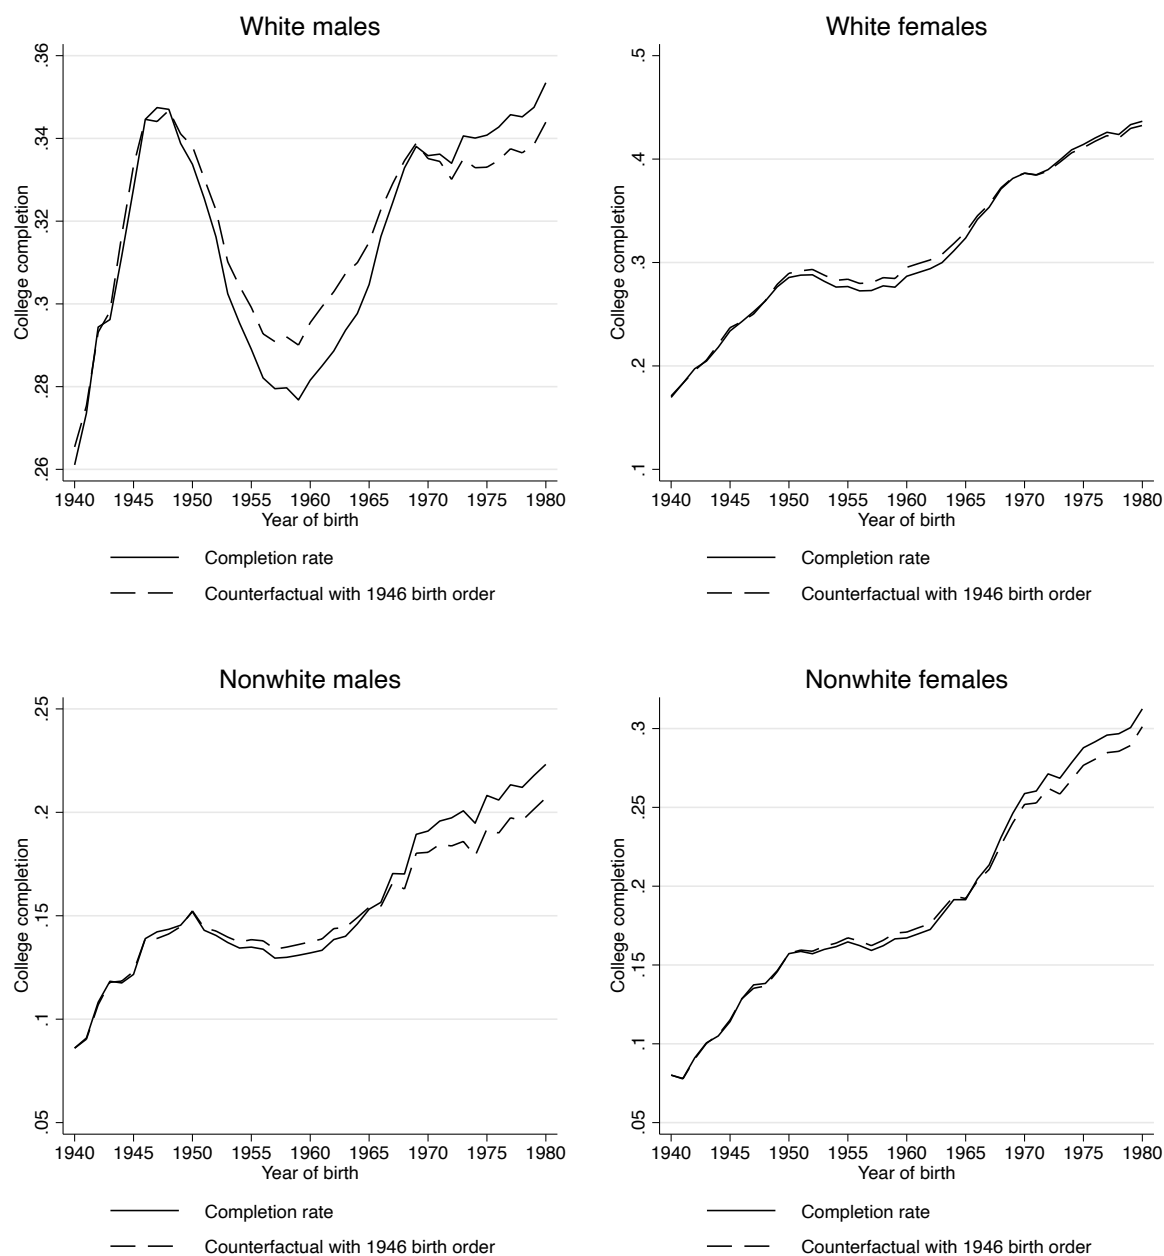 White males
College completion
.36
.34
.32
.3
.28
.26
1940 1945 1950 1955 1960 1965 1970 1975 1980
Year of birth
Completion rate
Counterfactual with 1946 birth order
White females
College completion
.5
.4
.3
.2
.1
1940 1945 1950 1955 1960 1965 1970 1975 1980
Year of birth
Completion rate
Counterfactual with 1946 birth order
Nonwhite males
College completion
.25
.2
.15
.1
.05
1940 1945 1950 1955 1960 1965 1970 1975 1980
Year of birth
Completion rate
Counterfactual with 1946 birth order
Nonwhite females
College completion
.3
.25
.2
.15
.1
.05
1940 1945 1950 1955 1960 1965 1970 1975 1980
Year of birth
Completion rate
Counterfactual with 1946 birth order